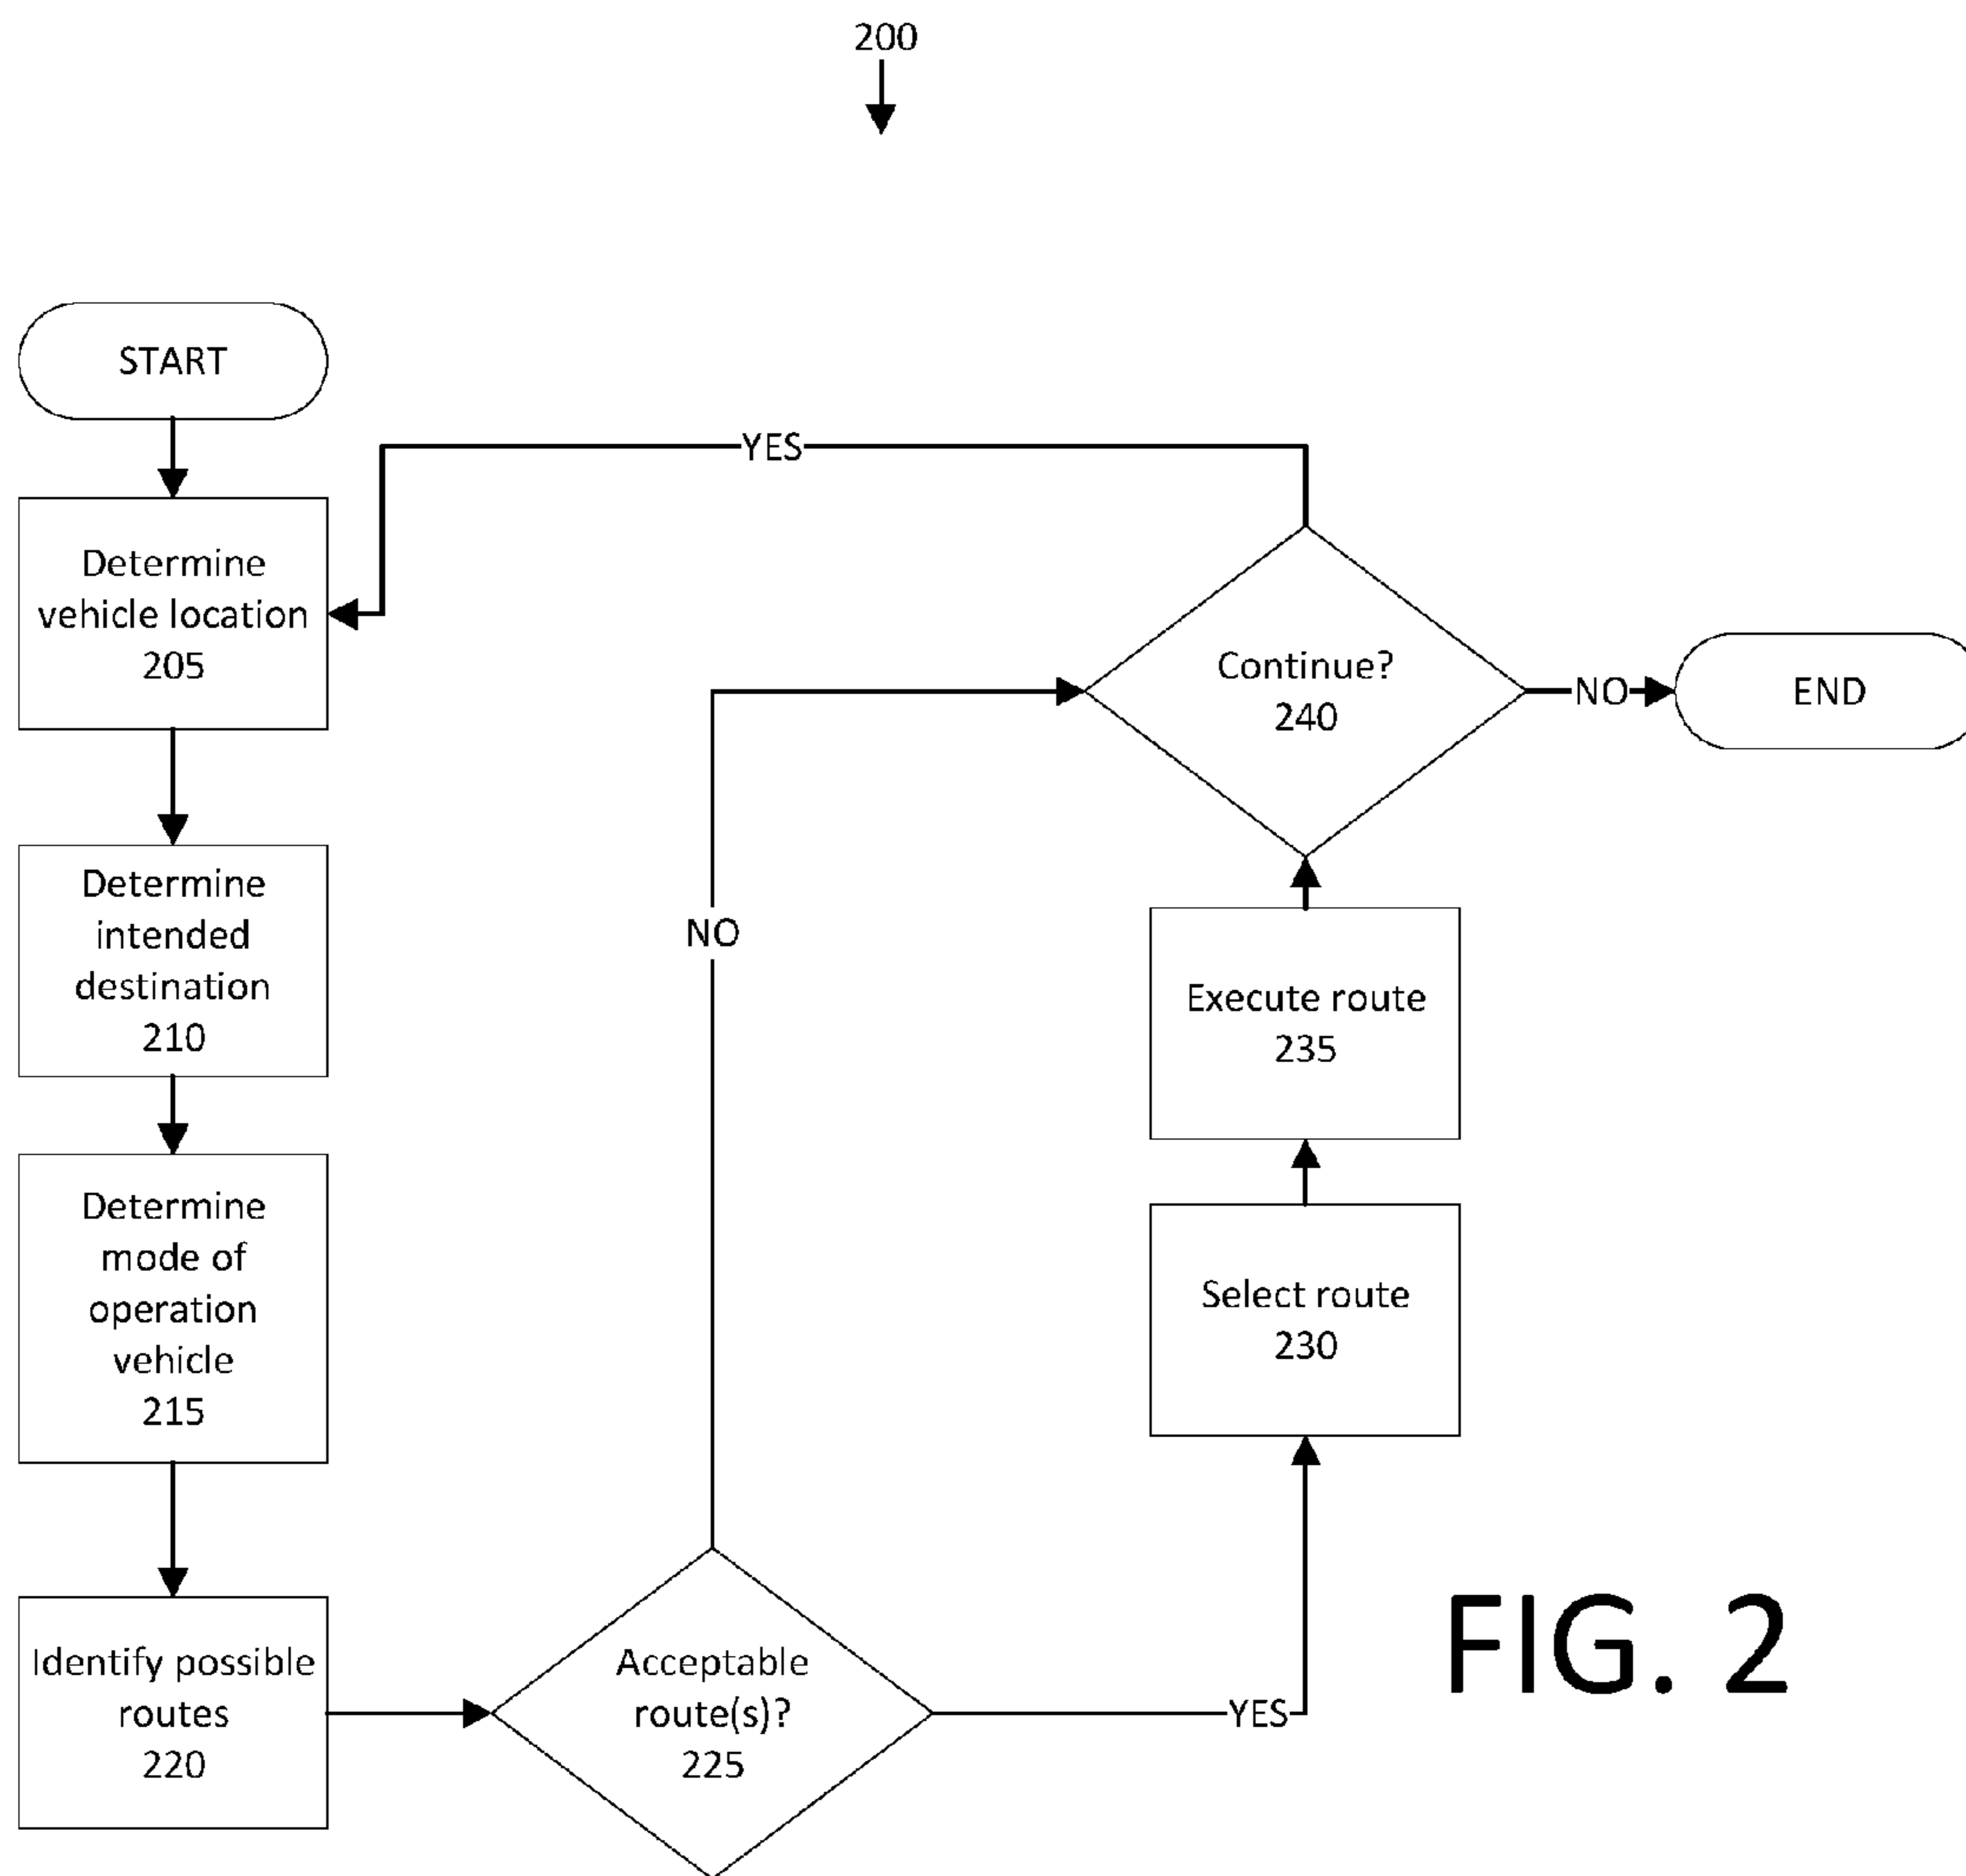 200
START
YES
Determine
vehicle location
205
Continue?
240
NO
END
Determine
intended
destination
210
NO
Execute route
235
Determine
mode of
operation
vehicle
215
Select route
230
Identify possible
routes
220
Acceptable
route(s)?
225
YES
FIG. 2